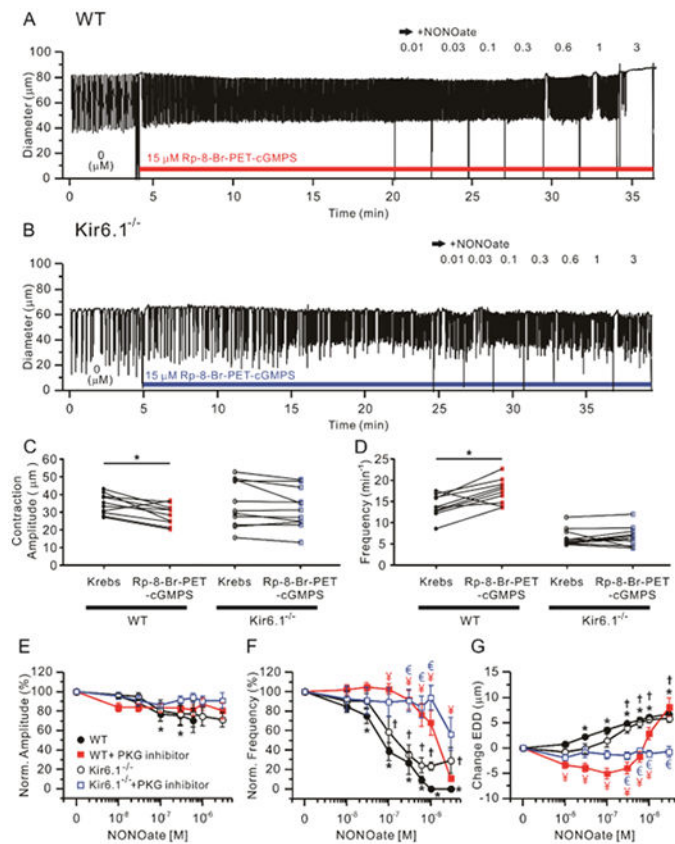 A WT
+NONOate
0.01 0.03 0.1 0.3 0.6 1 3
Diameter (μm)
100
80
60
40
20
0
0
(μM)
15 μM Rp-8-Br-PET-cGMPS
0 5 10 15 20 25 30 35
Time (min)
B Kir6.1-/-
+NONOate
0.01 0.03 0.1 0.3 0.6 1 3
Diameter (μm)
100
80
60
40
20
0
0
(μM)
15 μM Rp-8-Br-PET-cGMPS
0 5 10 15 20 25 30 35
Time (min)
C
Contraction
Amplitude (μm)
60
50
40
30
20
10
0
*
Krebs Rp-8-Br-PET
-cGMPS
Krebs Rp-8-Br-PET
-cGMPS
WT Kir6.1-/-
D
Frequency (min-1)
30
25
20
15
10
5
0
*
Krebs Rp-8-Br-PET
-cGMPS
Krebs Rp-8-Br-PET
-cGMPS
WT Kir6.1-/-
E
Norm. Amplitude (%)
140
120
100
80
60
40
20
0
* *
WT
WT+ PKG inhibitor
Kir6.1-/-
Kir6.1-/-+PKG inhibitor
0 10-8 10-7 10-6
NONOate [M]
F
Norm. Frequency (%)
140
120
100
80
60
40
20
0
0 10-8 10-7 10-6
NONOate [M]
G
Change EDD (μm)
15
10
5
0
-5
-10
0 10-8 10-7 10-6
NONOate [M]